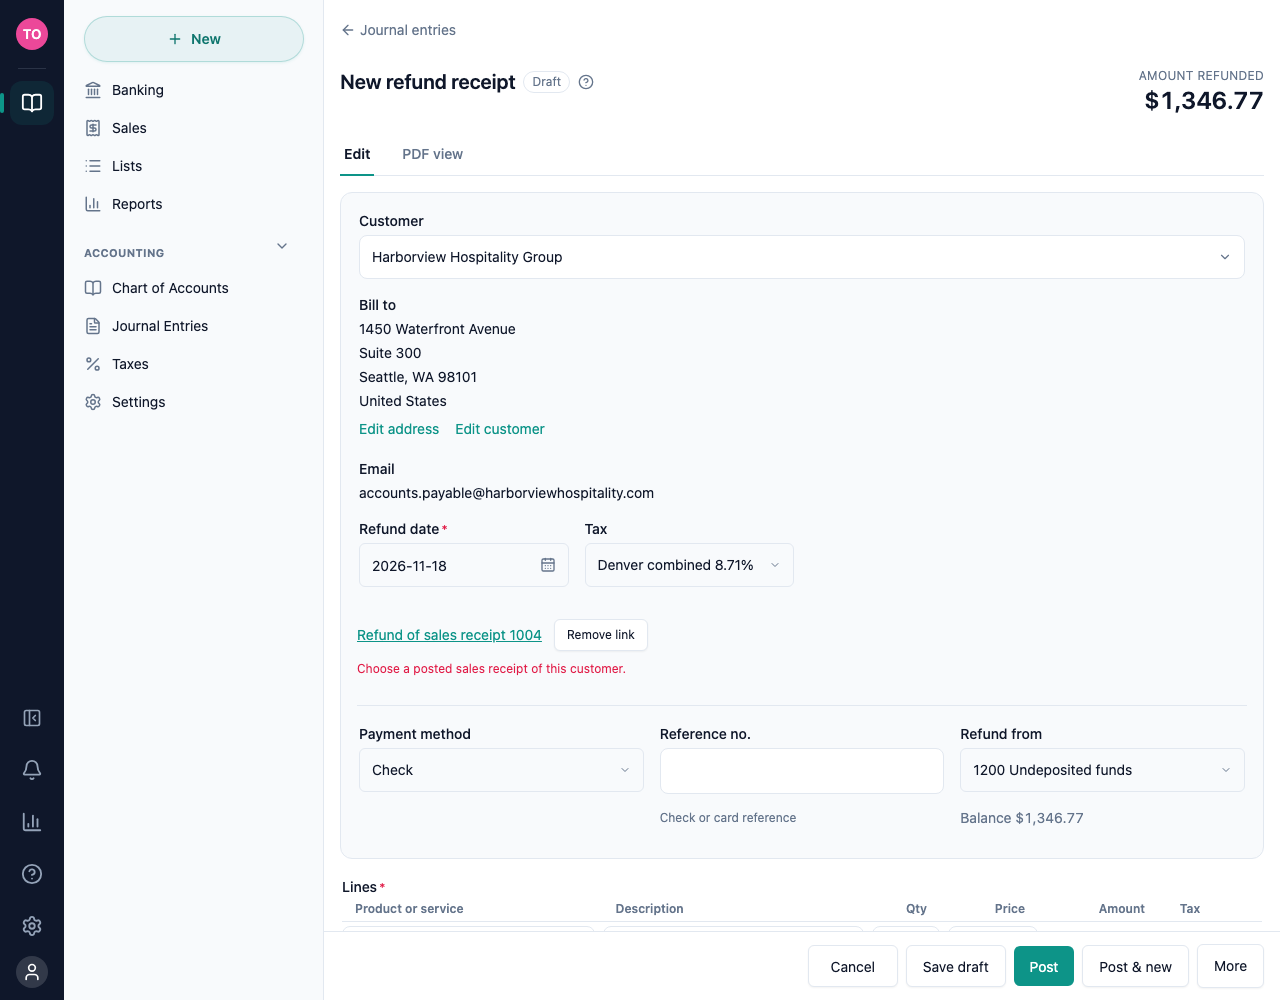 TO
New
Banking
Sales
Lists
Reports
ACCOUNTING
Chart of Accounts
Journal Entries
Taxes
Settings
Journal entries
New refund receipt
Draft
AMOUNT REFUNDED
$1,346.77
Edit
PDF view
Customer
Harborview Hospitality Group
Bill to
1450 Waterfront Avenue
Suite 300
Seattle, WA 98101
United States
Edit address Edit customer
Email
accounts.payable@harborviewhospitality.com
Refund date* Tax
2026-11-18 Denver combined 8.71%
Refund of sales receipt 1004 Remove link
Choose a posted sales receipt of this customer.
Payment method Reference no. Refund from
Check 1200 Undeposited funds
Check or card reference Balance $1,346.77
Lines*
Product or service Description Qty Price Amount Tax
Cancel Save draft Post Post & new More